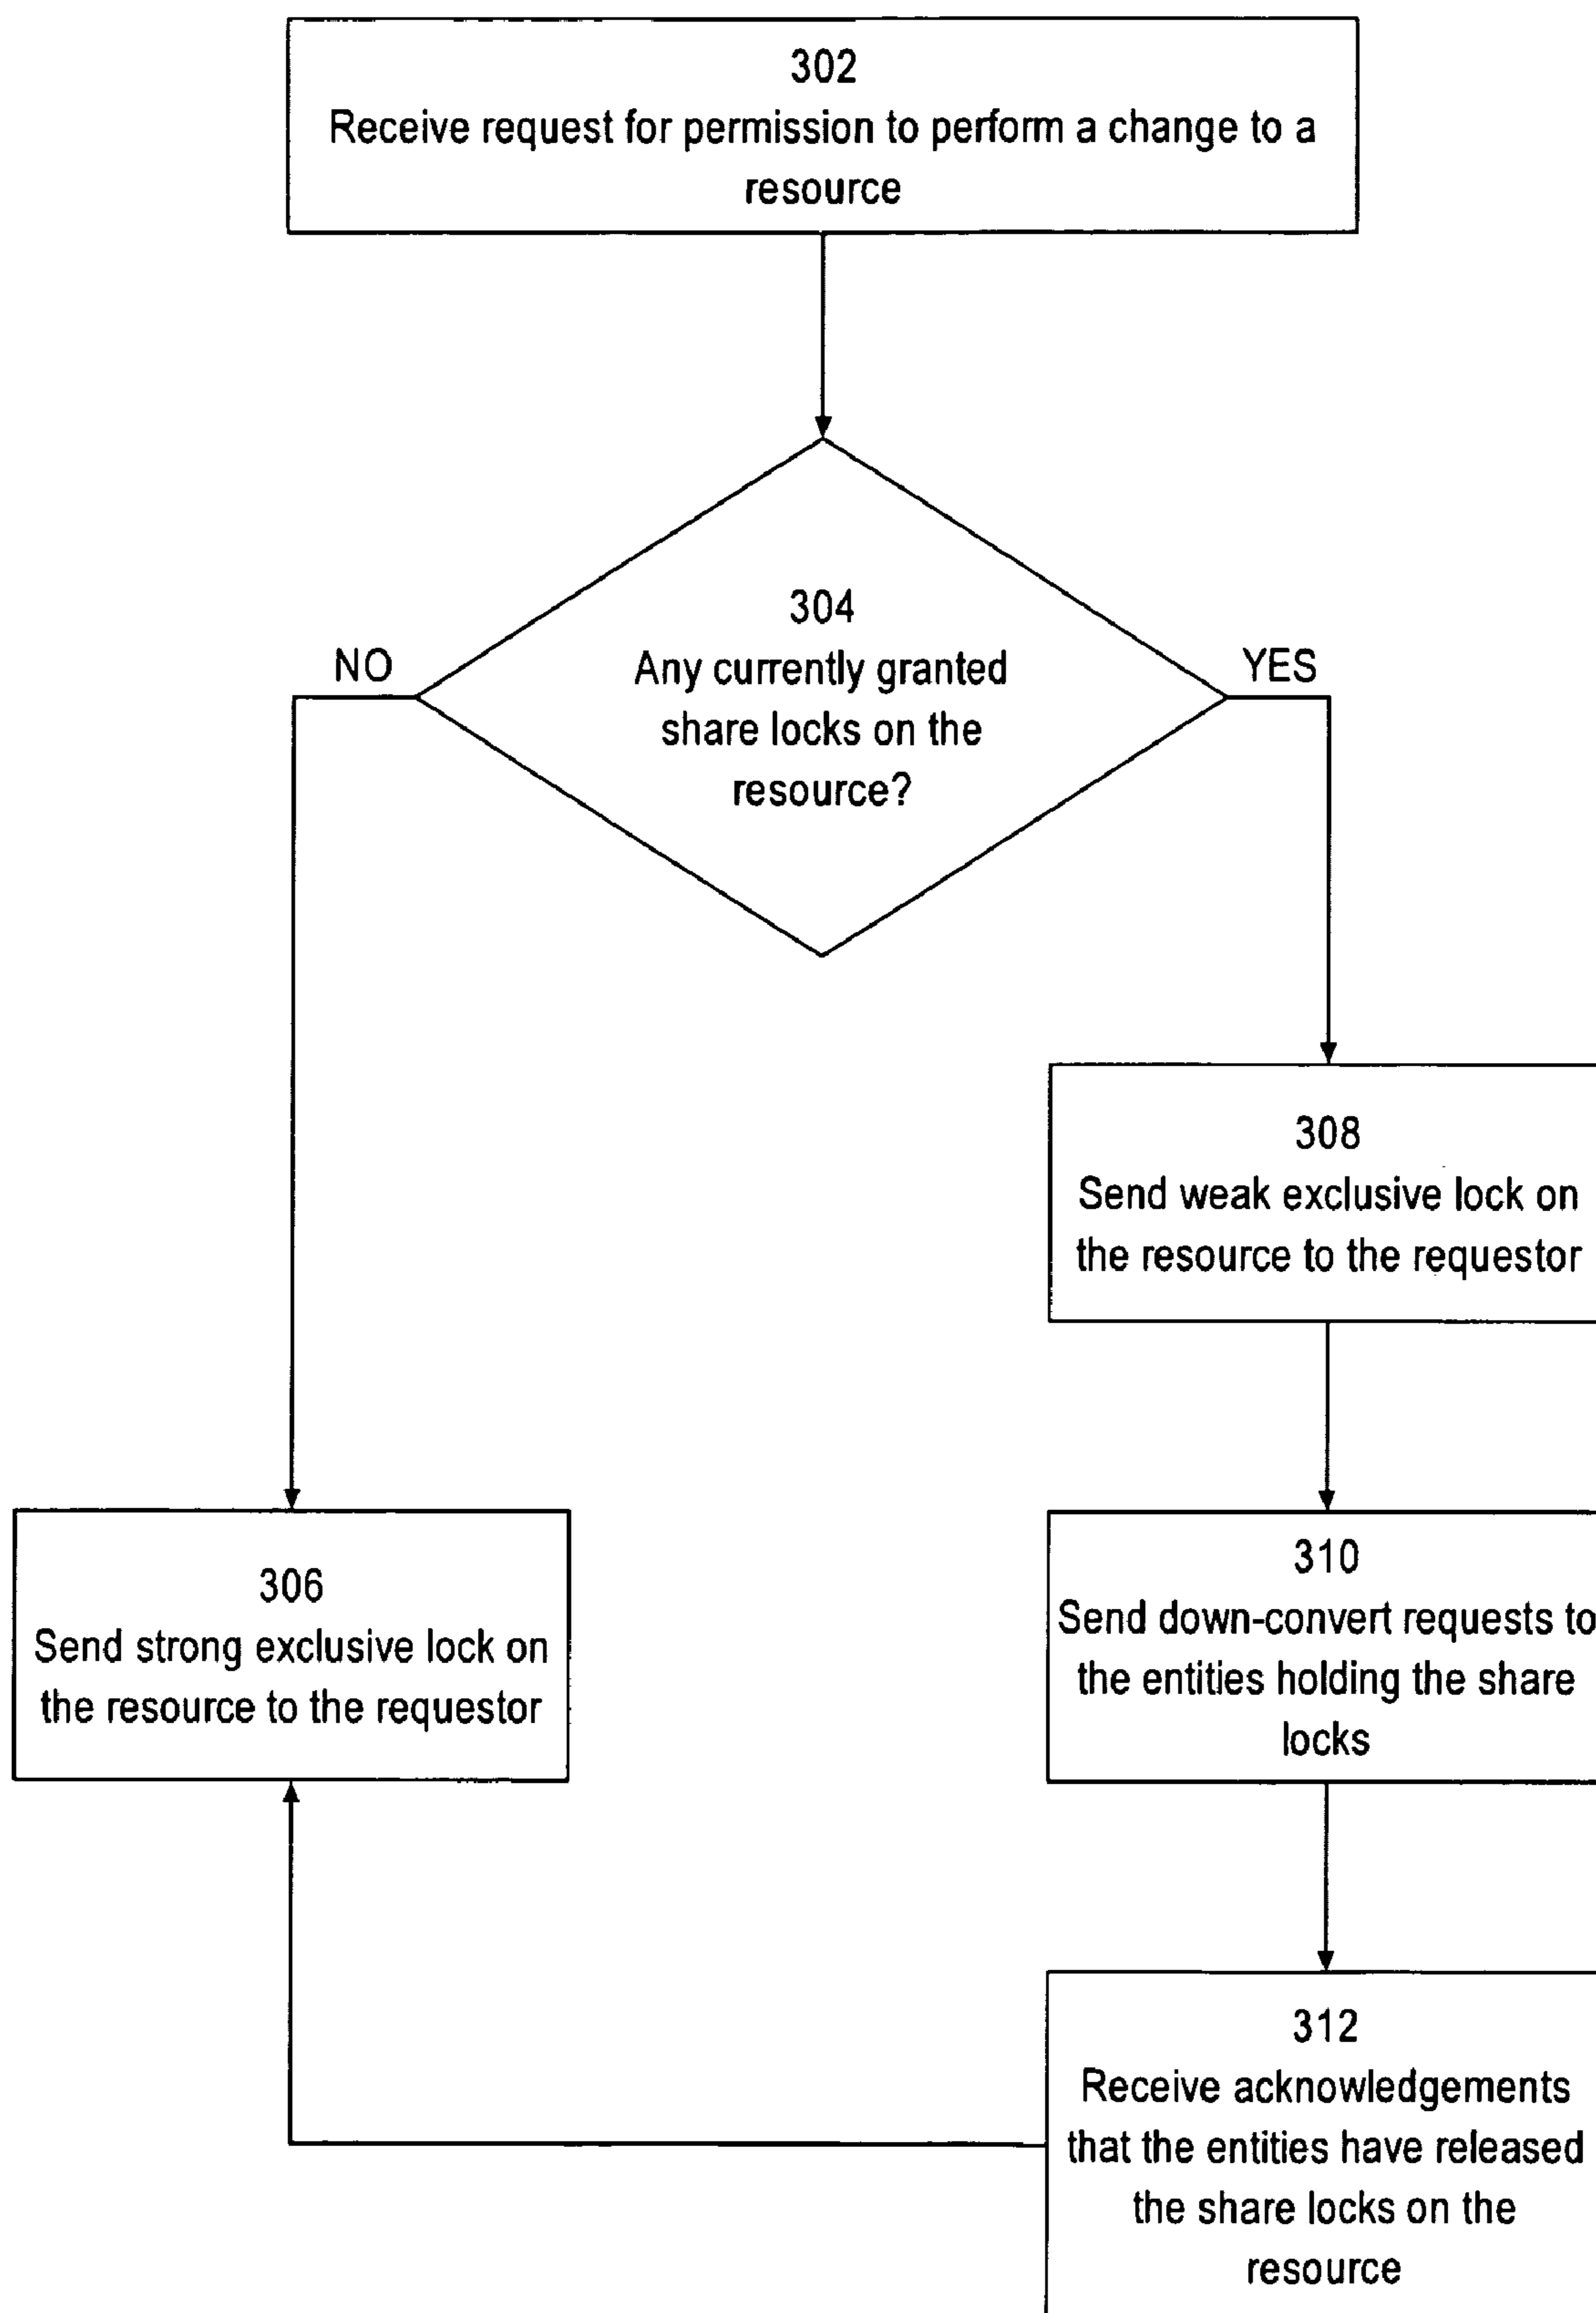 302
Receive request for permission to perform a change to a
resource
304
Any currently granted
share locks on the
resource?
NO
YES
308
Send weak exclusive lock on
the resource to the requestor
306
Send strong exclusive lock on
the resource to the requestor
310
Send down-convert requests to
the entities holding the share
locks
312
Receive acknowledgements
that the entities have released
the share locks on the
resource